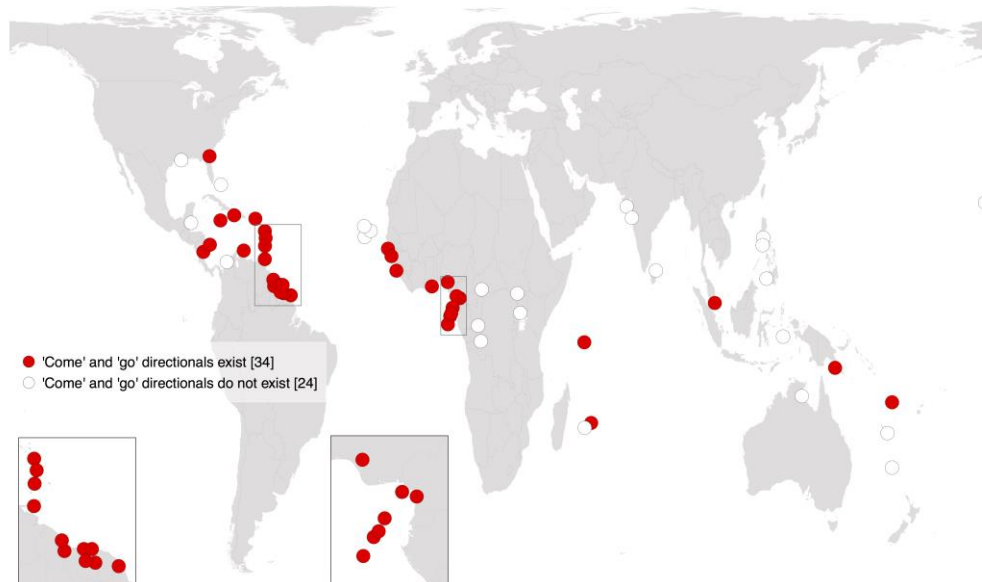 'Come' and 'go' directionals exist [34]
'Come' and 'go' directionals do not exist [24]